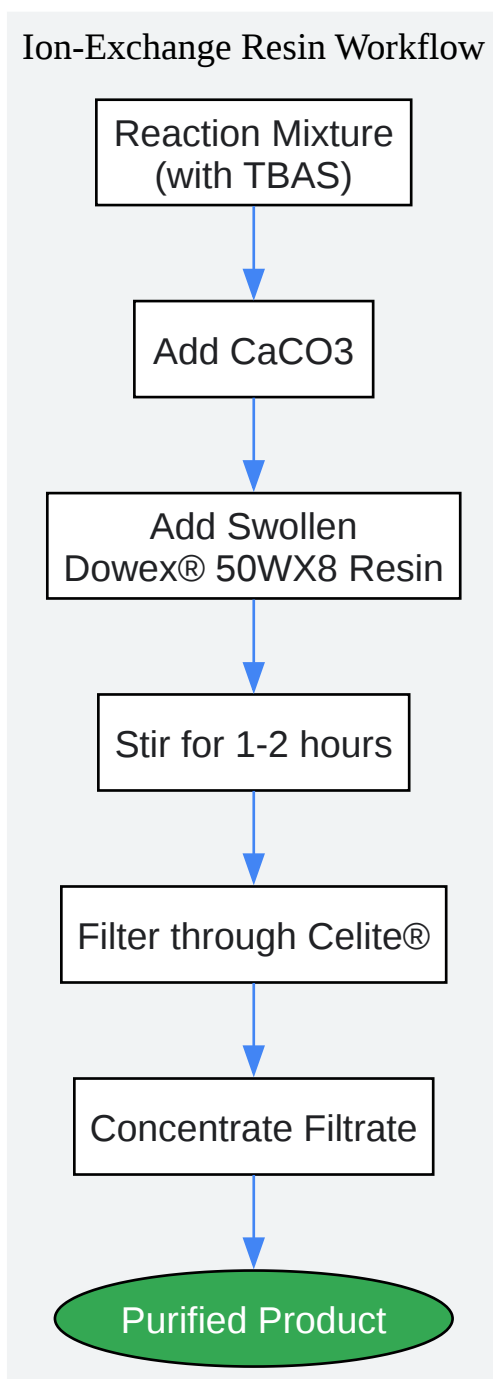 Ion-Exchange Resin Workflow
Reaction Mixture
(with TBAS)
Add CaCO3
Add Swollen
Dowex® 50WX8 Resin
Stir for 1-2 hours
Filter through Celite®
Concentrate Filtrate
Purified Product